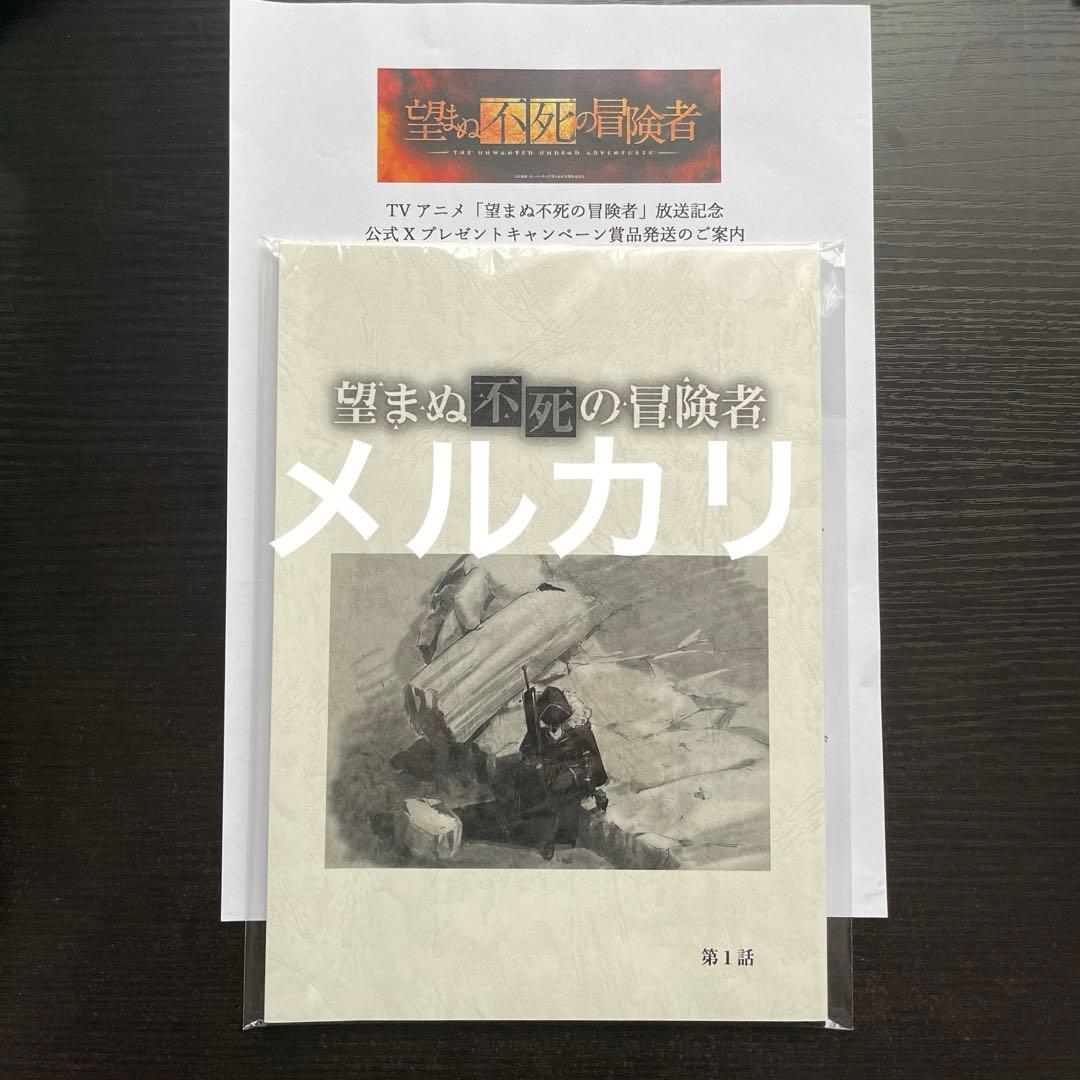 望まぬ不死の冒険者
THE UNWANTED UNDEAD ADVENTURER
TVアニメ「望まぬ不死の冒険者」放送記念
公式Xプレゼントキャンペーン賞品発送のご案内
望まぬ不死の冒険者
メルカリ
第1話